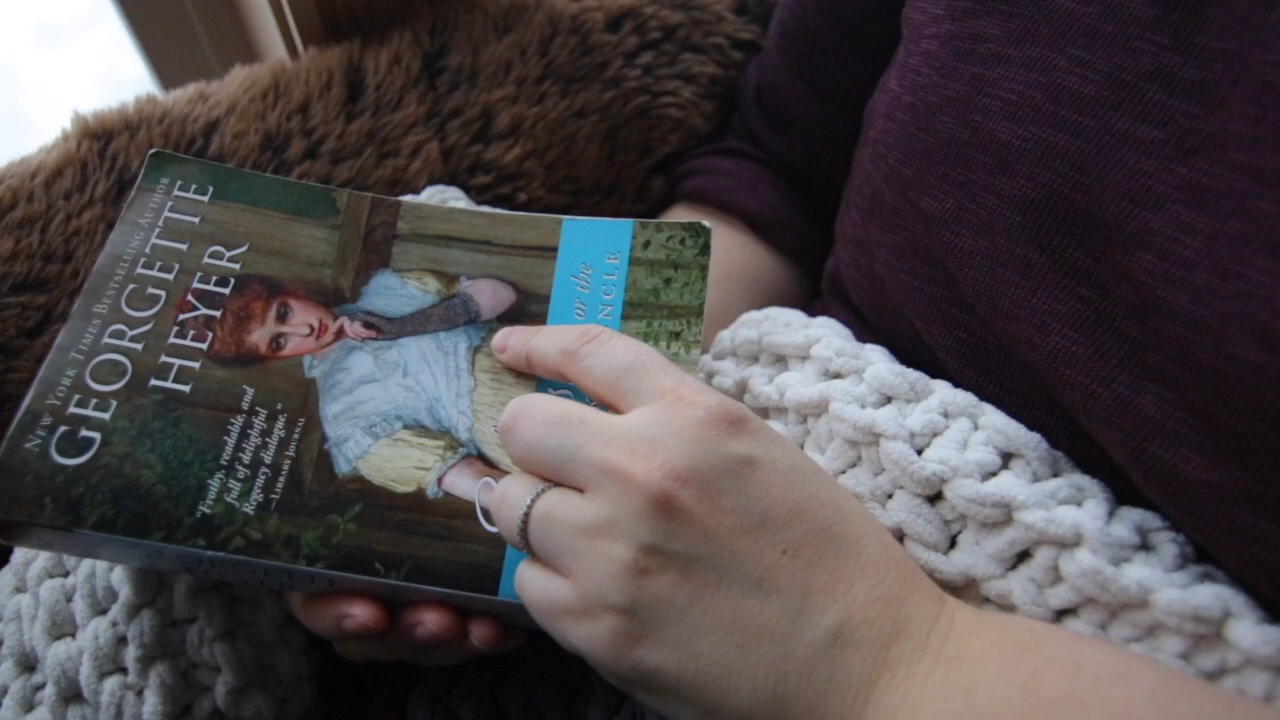 NEW YORK TIMES BESTSELLING AUTHOR
GEORGETTE
HEYER
"Frothy, readable, and
full of delightful
Regency dialogue."
—LIBRARY JOURNAL
or the